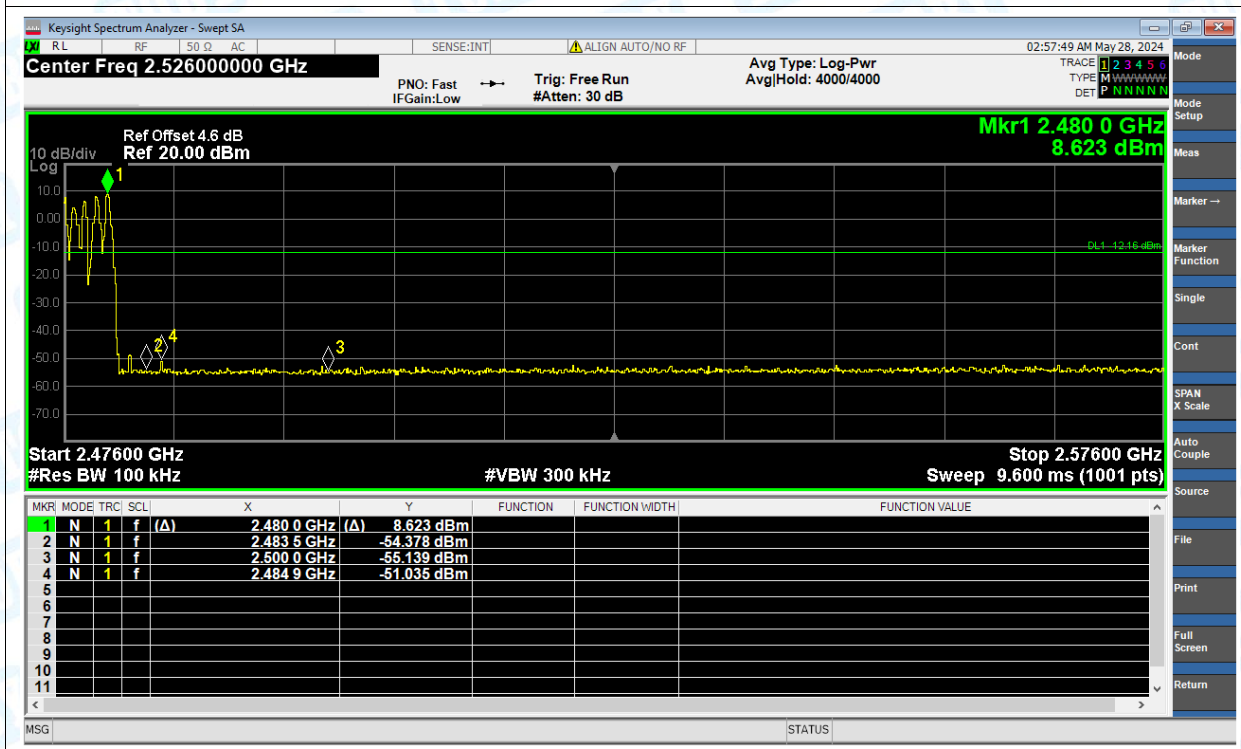 Keysight Spectrum Analyzer - Swept SA
LXI RL RF 50 Ω AC SENSE:INT ALIGN AUTO/NO RF 02:57:49 AM May 28, 2024
Center Freq 2.526000000 GHz
PNO: Fast
IFGain:Low
Trig: Free Run
#Atten: 30 dB
Avg Type: Log-Pwr
Avg|Hold: 4000/4000
TRACE 1 2 3 4 5 6
TYPE M WWWWW
DET P N N N N N
Mkr1 2.480 0 GHz
8.623 dBm
Ref Offset 4.6 dB
10 dB/div Ref 20.00 dBm
Log
1
10.0
0.00
-10.0
DL1 -12.16 dBm
-20.0
-30.0
-40.0
2 4 3
-50.0
-60.0
-70.0
Start 2.47600 GHz Stop 2.57600 GHz
#Res BW 100 kHz #VBW 300 kHz Sweep 9.600 ms (1001 pts)
MKR MODE TRC SCL X Y FUNCTION FUNCTION WIDTH FUNCTION VALUE
1 N 1 f (Δ) 2.480 0 GHz (Δ) 8.623 dBm
2 N 1 f 2.483 5 GHz -54.378 dBm
3 N 1 f 2.500 0 GHz -55.139 dBm
4 N 1 f 2.484 9 GHz -51.035 dBm
5
6
7
8
9
10
11
MSG STATUS
Mode
Mode
Setup
Meas
Marker →
Marker
Function
Single
Cont
SPAN
X Scale
Auto
Couple
Source
File
Print
Full
Screen
Return